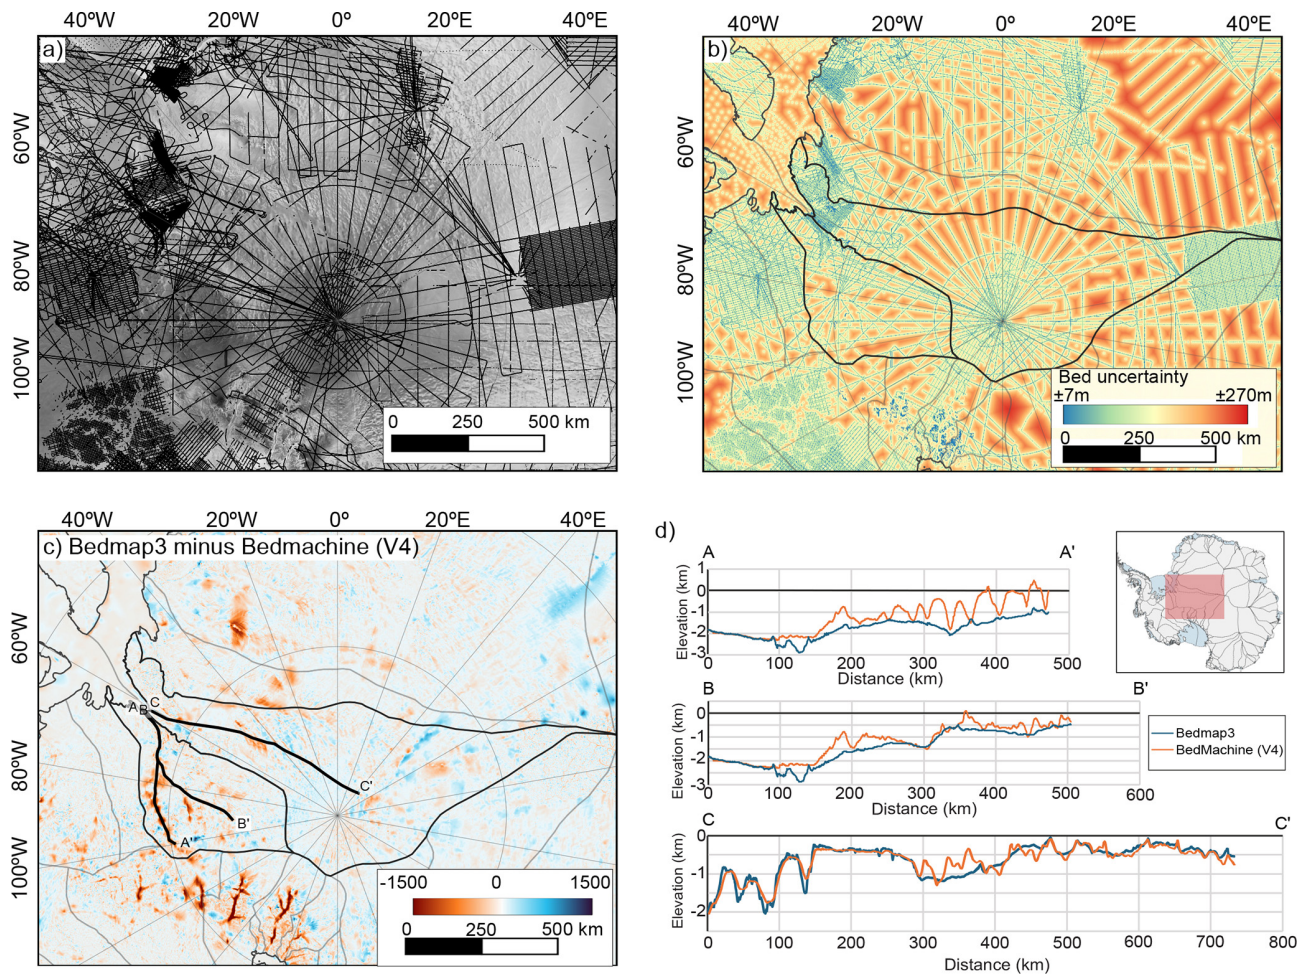 40ºW 20ºW 0º 20ºE 40ºE
a)
60ºW
80ºW
100ºW
0 250 500 km
40ºW 20ºW 0º 20ºE 40ºE
b)
60ºW
80ºW
100ºW
Bed uncertainty
±7m ±270m
0 250 500 km
40ºW 20ºW 0º 20ºE 40ºE
c) Bedmap3 minus Bedmachine (V4)
60ºW
80ºW
100ºW
A B C
C'
B'
A'
-1500 0 1500
0 250 500 km
d)
A A'
Elevation (km)
1
0
-1
-2
-3
0 100 200 300 400 500
Distance (km)
B B'
Elevation (km)
0
-1
-2
-3
0 100 200 300 400 500 600
Distance (km)
Bedmap3
BedMachine (V4)
C C'
Elevation (km)
0
-1
-2
0 100 200 300 400 500 600 700 800
Distance (km)